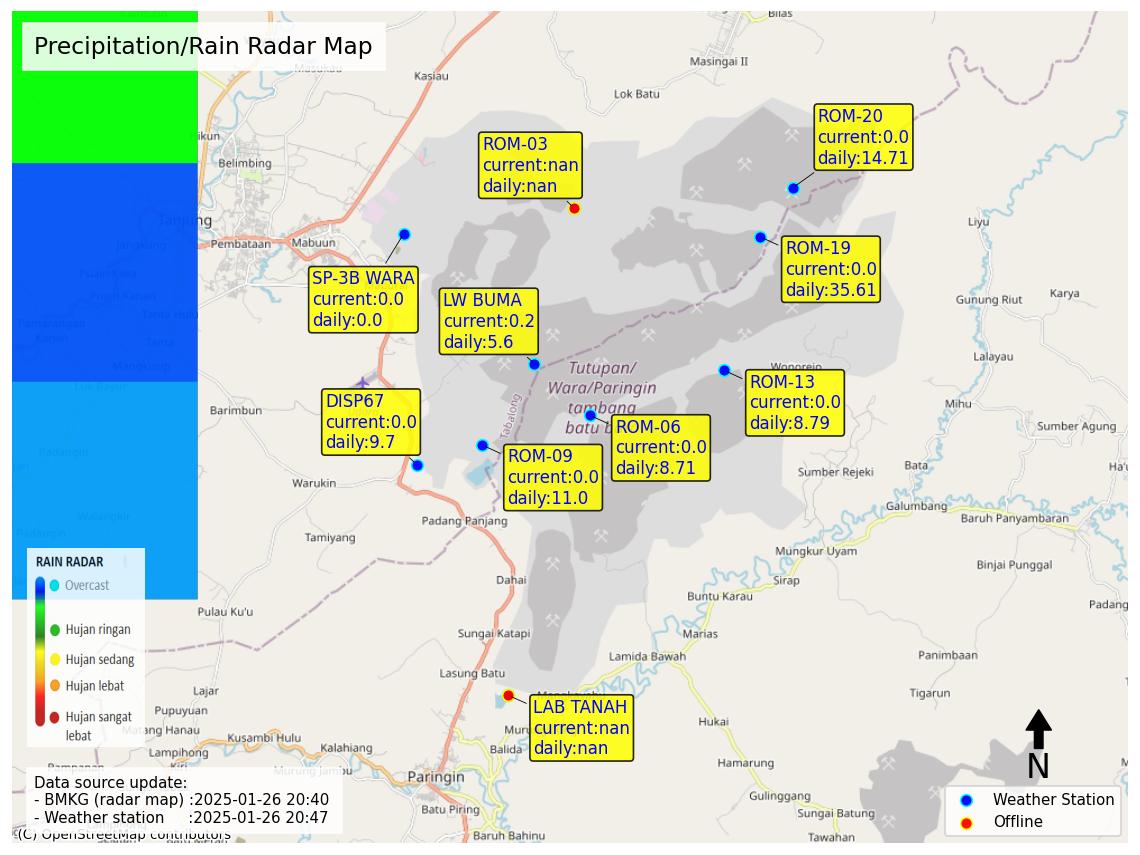 Precipitation/Rain Radar Map
Bilas
Masingai II
Kasiau
Lok Batu
Belimbing
Tanjung
Pembataan
Mabuun
Liyu
Gunung Riut
Karya
Lalayau
Mihu
Sumber Agung
Bata
Sumber Rejeki
Galumbang
Baruh Panyambaran
Barimbun
Warukin
Padang Panjang
Tamiyang
Mungkur Uyam
Sirap
Binjai Punggal
Dahai
Buntu Karau
Pulau Ku'u
Sungai Katapi
Marias
Lamida Bawah
Panimbaan
Lasung Batu
Lajar
Tigarun
Pupuyuan
Hukai
Kusambi Hulu
Kalahiang
Balida
Lampihong
Hamarung
Murung Jambu
Paringin
Gulinggang
Batu Piring
Sungai Batung
Baruh Bahinu
Tawahan
Tabalong
Tutupan/
Wara/Paringin
tambang
ROM-20
current:0.0
daily:14.71
ROM-03
current:nan
daily:nan
ROM-19
current:0.0
daily:35.61
SP-3B WARA
current:0.0
daily:0.0
LW BUMA
current:0.2
daily:5.6
ROM-13
current:0.0
daily:8.79
DISP67
current:0.0
daily:9.7
ROM-06
current:0.0
daily:8.71
ROM-09
current:0.0
daily:11.0
LAB TANAH
current:nan
daily:nan
RAIN RADAR
Overcast
Hujan ringan
Hujan sedang
Hujan lebat
Hujan sangat
lebat
Data source update:
- BMKG (radar map) :2025-01-26 20:40
- Weather station :2025-01-26 20:47
(C) OpenStreetMap contributors
N
Weather Station
Offline